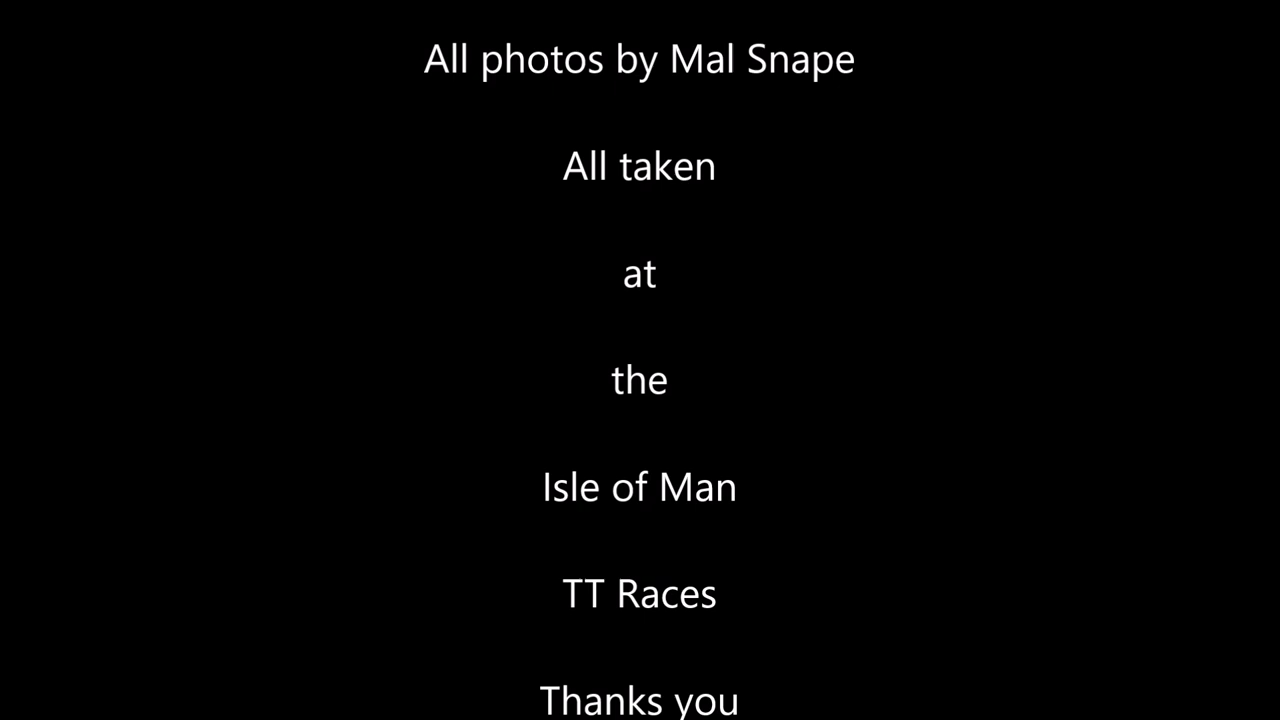 All photos by Mal Snape
All taken
at
the
Isle of Man
TT Races
Thanks you